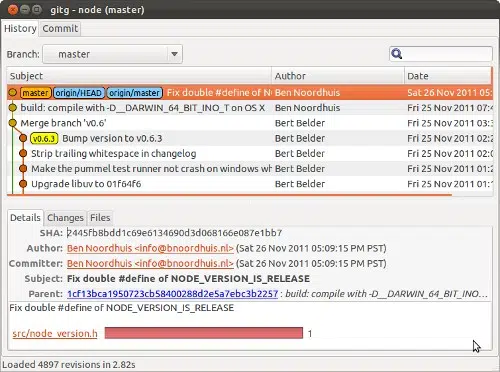 gitg - node (master)
History Commit
Branch: master
Subject Author Date
master origin/HEAD origin/master Fix double #define of N Ben Noordhuis Sat 26 Nov 2011 05:
build: compile with -D__DARWIN_64_BIT_INO_T on OS X Ben Noordhuis Fri 25 Nov 2011 07:4
Merge branch 'v0.6' Bert Belder Fri 25 Nov 2011 03:3
v0.6.3 Bump version to v0.6.3 Bert Belder Fri 25 Nov 2011 02:2
Strip trailing whitespace in changelog Bert Belder Fri 25 Nov 2011 02:1
Make the pummel test runner not crash on windows wh Bert Belder Fri 25 Nov 2011 01:2
Upgrade libuv to 01f64f6 Bert Belder Fri 25 Nov 2011 01:1
Details Changes Files
SHA: 2445fb8bdd1c69e6134690d3d068166e087e1bb7
Author: Ben Noordhuis <info@bnoordhuis.nl> (Sat 26 Nov 2011 05:09:15 PM PST)
Committer: Ben Noordhuis <info@bnoordhuis.nl> (Sat 26 Nov 2011 05:09:15 PM PST)
Subject: Fix double #define of NODE_VERSION_IS_RELEASE
Parent: 1cf13bca1950723cb58400288d2e5a7ebc3b2257 : build: compile with -D__DARWIN_64_BIT_INO...
Fix double #define of NODE_VERSION_IS_RELEASE
src/node_version.h 1
Loaded 4897 revisions in 2.82s